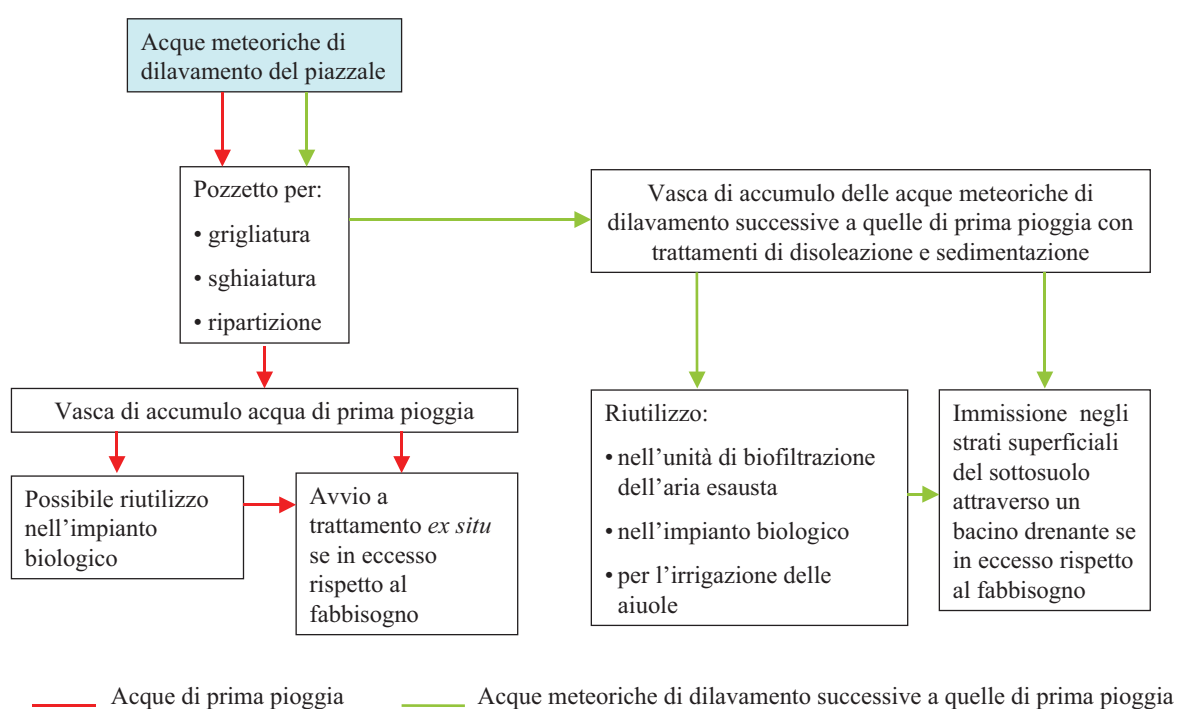 Acque meteoriche di
dilavamento del piazzale
Pozzetto per:
• grigliatura
• sghiaiatura
• ripartizione
Vasca di accumulo delle acque meteoriche di
dilavamento successive a quelle di prima pioggia con
trattamenti di disoleazione e sedimentazione
Vasca di accumulo acqua di prima pioggia
Possibile riutilizzo
nell’impianto
biologico
Avvio a
trattamento ex situ
se in eccesso
rispetto al
fabbisogno
Riutilizzo:
• nell’unità di biofiltrazione
dell’aria esausta
• nell’impianto biologico
• per l’irrigazione delle
aiuole
Immissione negli
strati superficiali
del sottosuolo
attraverso un
bacino drenante se
in eccesso rispetto
al fabbisogno
Acque di prima pioggia
Acque meteoriche di dilavamento successive a quelle di prima pioggia